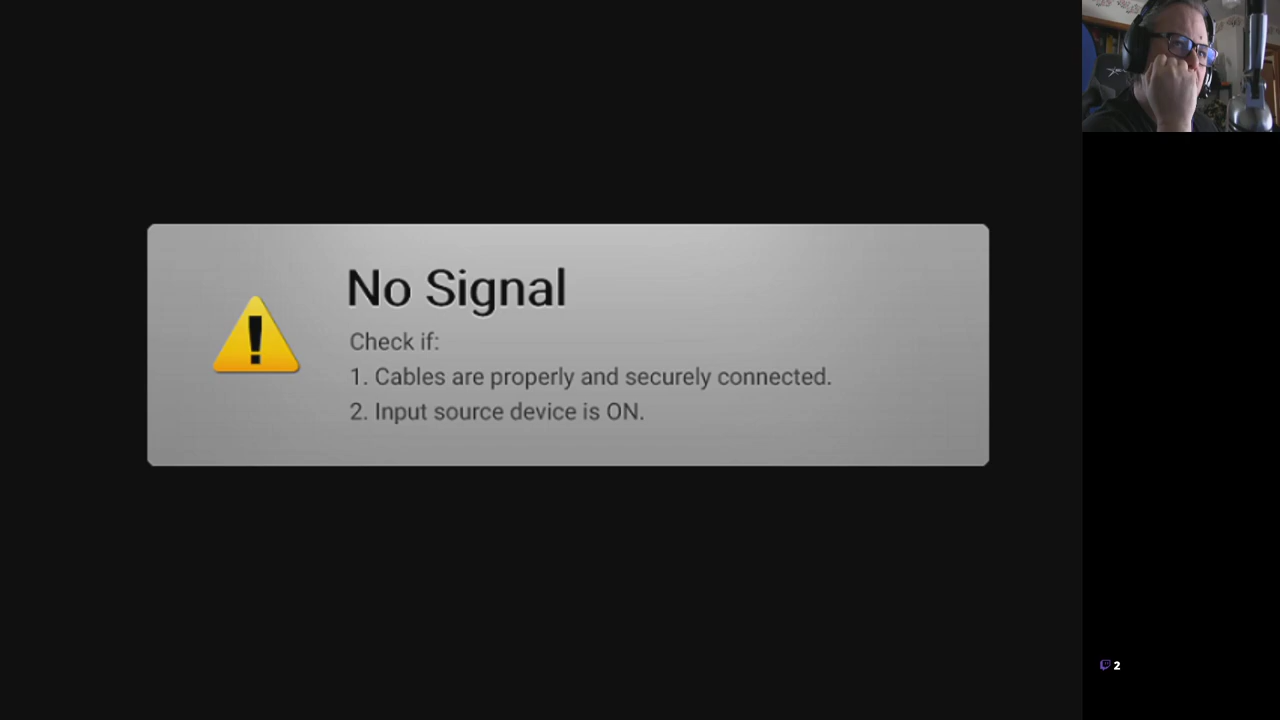 No Signal
Check if:
1. Cables are properly and securely connected.
2. Input source device is ON.
2